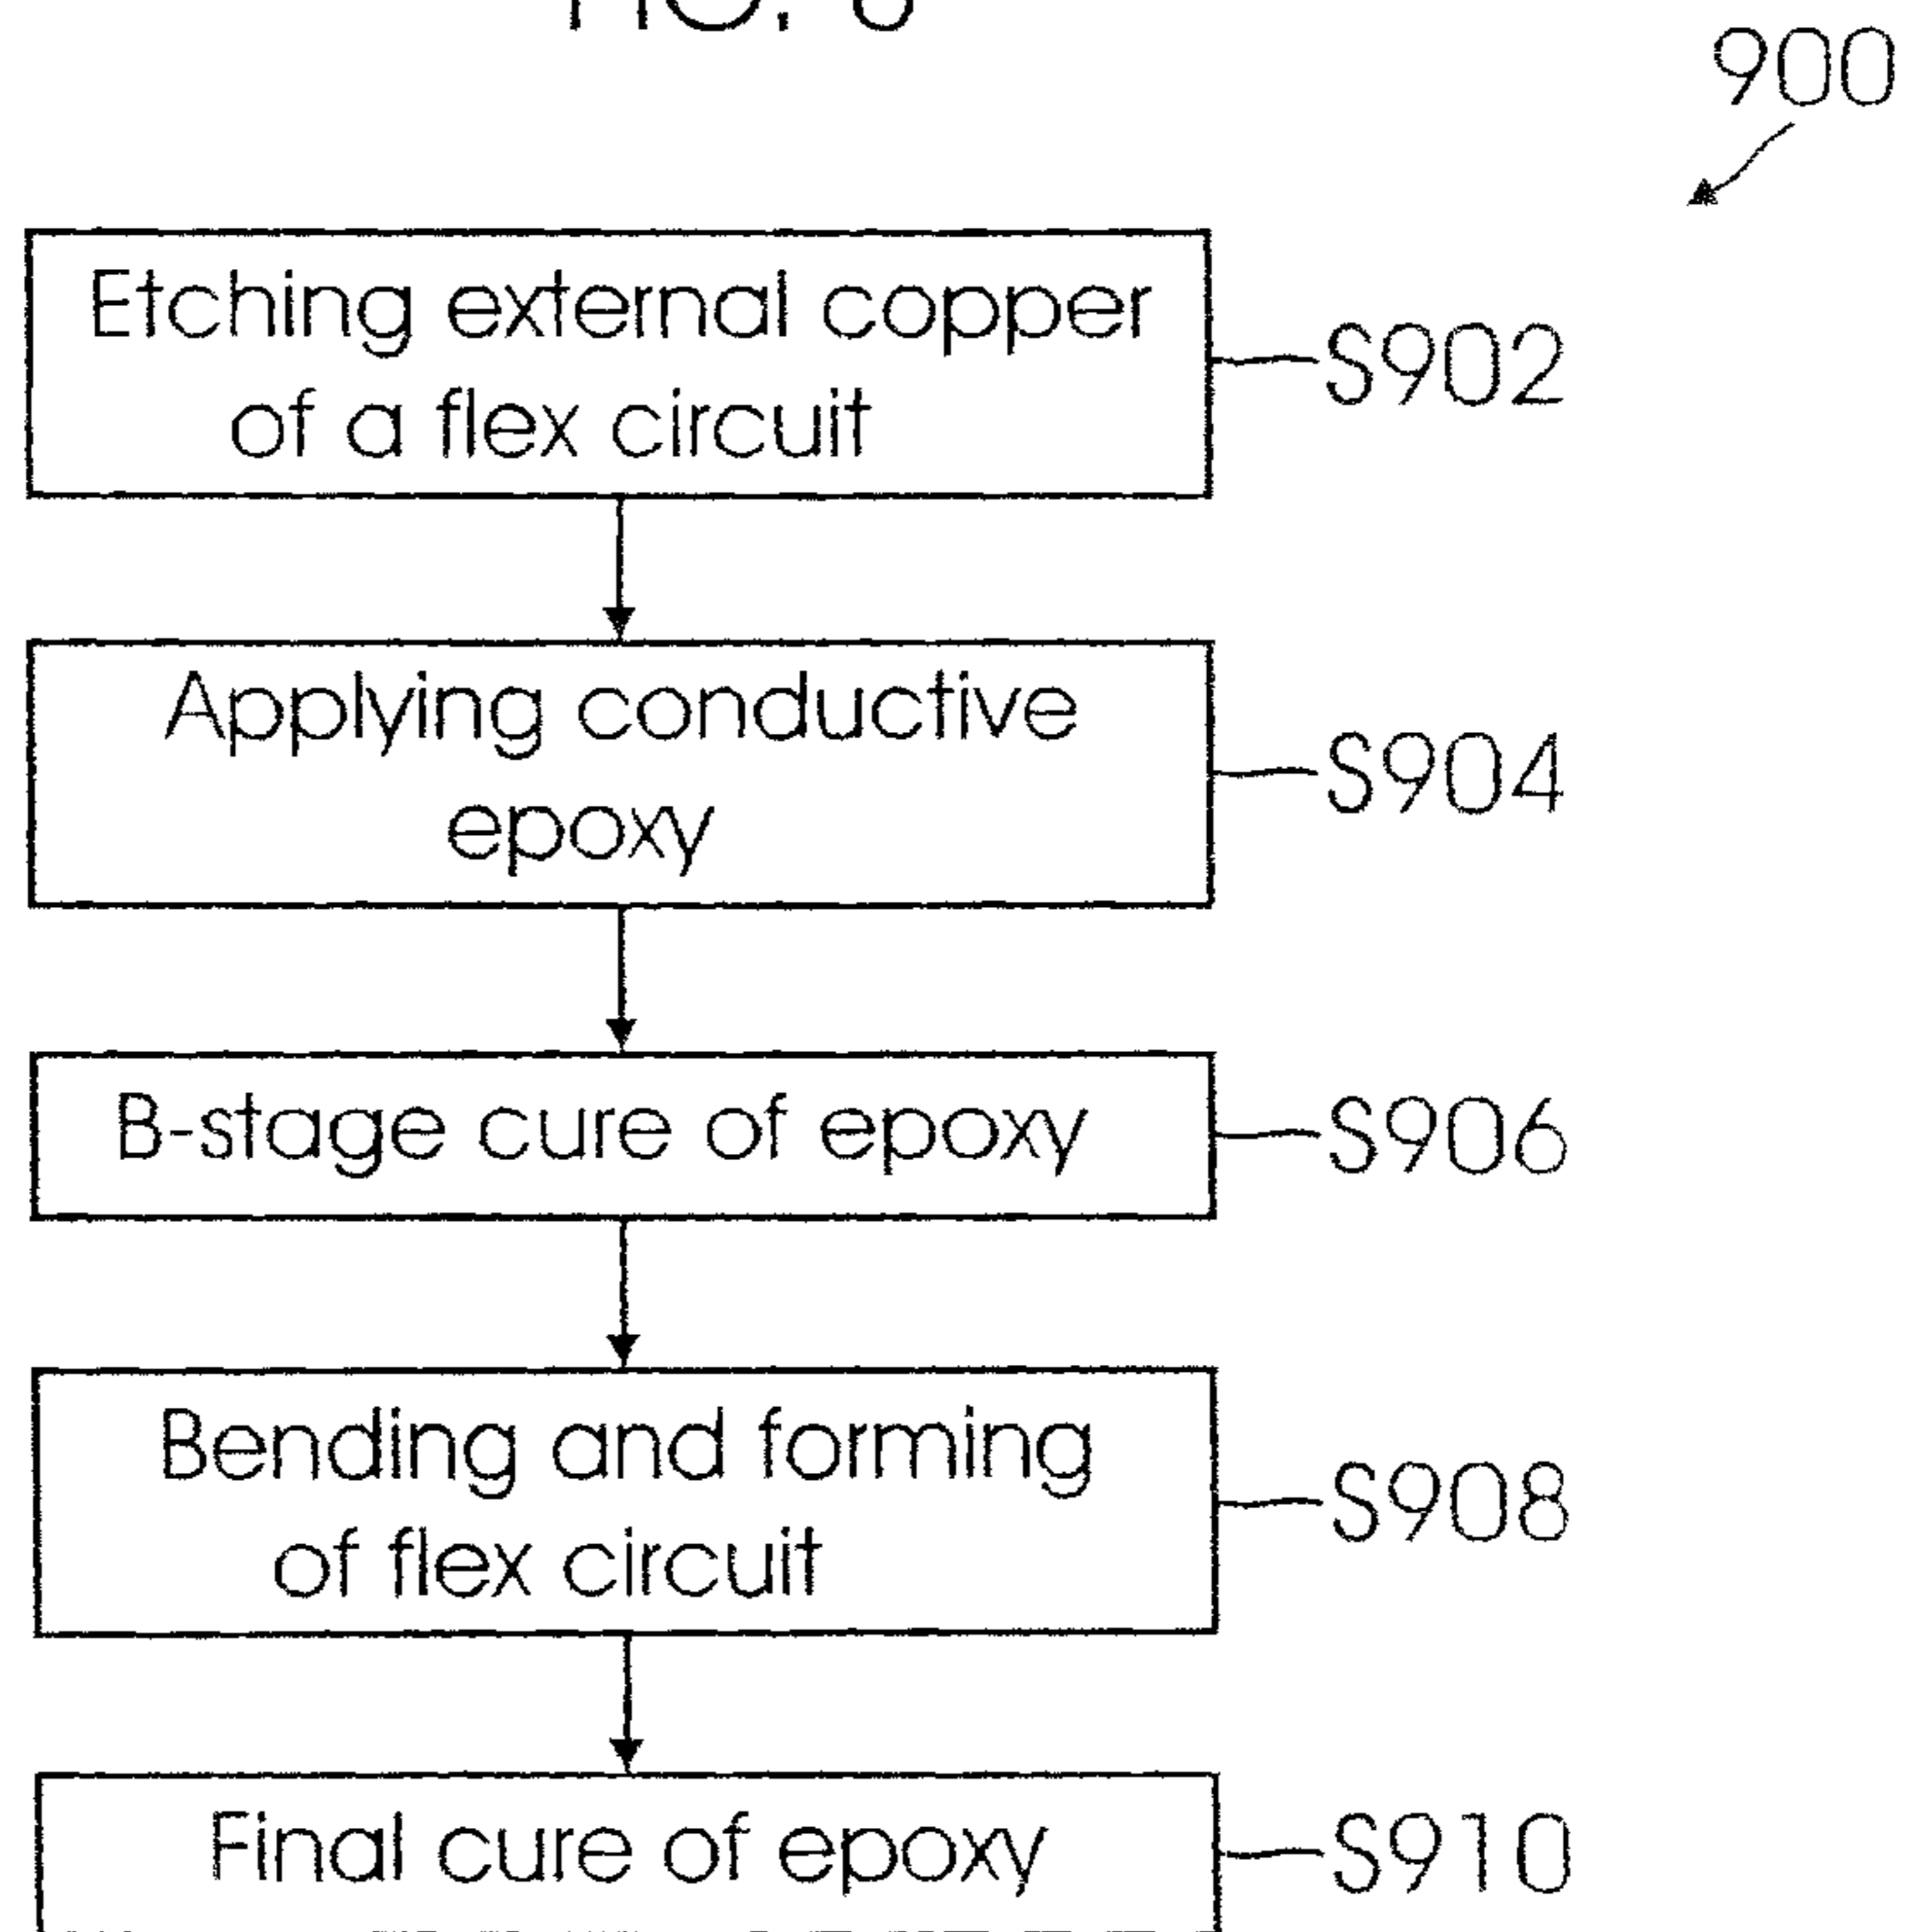 900
Etching external copper
of a flex circuit
S902
Applying conductive
epoxy
S904
B-stage cure of epoxy
S906
Bending and forming
of flex circuit
S908
Final cure of epoxy
S910